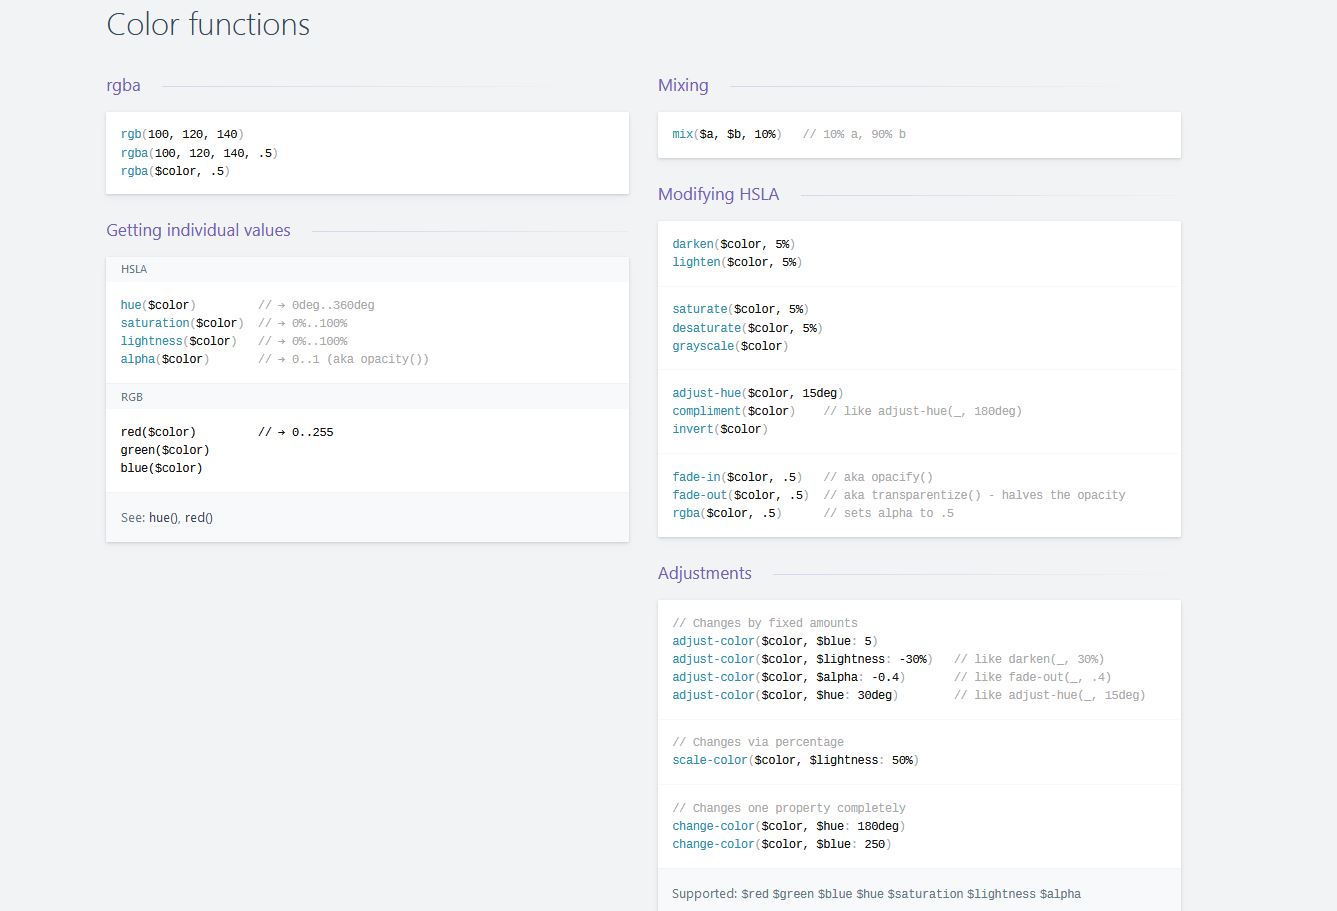 Color functions
rgba
rgb(100, 120, 140)
rgba(100, 120, 140, .5)
rgba($color, .5)
Getting individual values
HSLA
hue($color)         // → 0deg..360deg
saturation($color)  // → 0%..100%
lightness($color)   // → 0%..100%
alpha($color)       // → 0..1 (aka opacity())
RGB
red($color)         // → 0..255
green($color)
blue($color)
See: hue(), red()
Mixing
mix($a, $b, 10%)   // 10% a, 90% b
Modifying HSLA
darken($color, 5%)
lighten($color, 5%)
saturate($color, 5%)
desaturate($color, 5%)
grayscale($color)
adjust-hue($color, 15deg)
compliment($color)    // like adjust-hue(_, 180deg)
invert($color)
fade-in($color, .5)   // aka opacify()
fade-out($color, .5)  // aka transparentize() - halves the opacity
rgba($color, .5)      // sets alpha to .5
Adjustments
// Changes by fixed amounts
adjust-color($color, $blue: 5)
adjust-color($color, $lightness: -30%)   // like darken(_, 30%)
adjust-color($color, $alpha: -0.4)       // like fade-out(_, .4)
adjust-color($color, $hue: 30deg)        // like adjust-hue(_, 15deg)
// Changes via percentage
scale-color($color, $lightness: 50%)
// Changes one property completely
change-color($color, $hue: 180deg)
change-color($color, $blue: 250)
Supported: $red $green $blue $hue $saturation $lightness $alpha